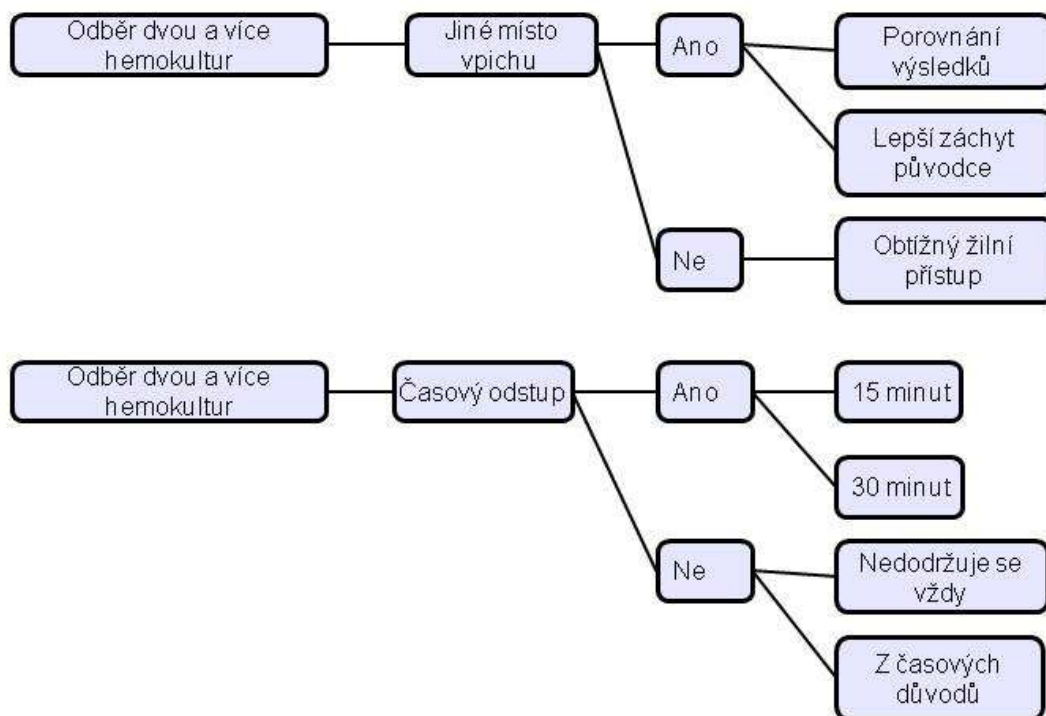 Odběr dvou a více
hemokultur
Jiné místo
vpichu
Ano
Porovnání
výsledků
Lepší záchyt
původce
Ne
Obtížný žilní
přístup
Odběr dvou a více
hemokultur
Časový odstup
Ano
15 minut
30 minut
Ne
Nedodržuje se
vždy
Z časových
důvodů